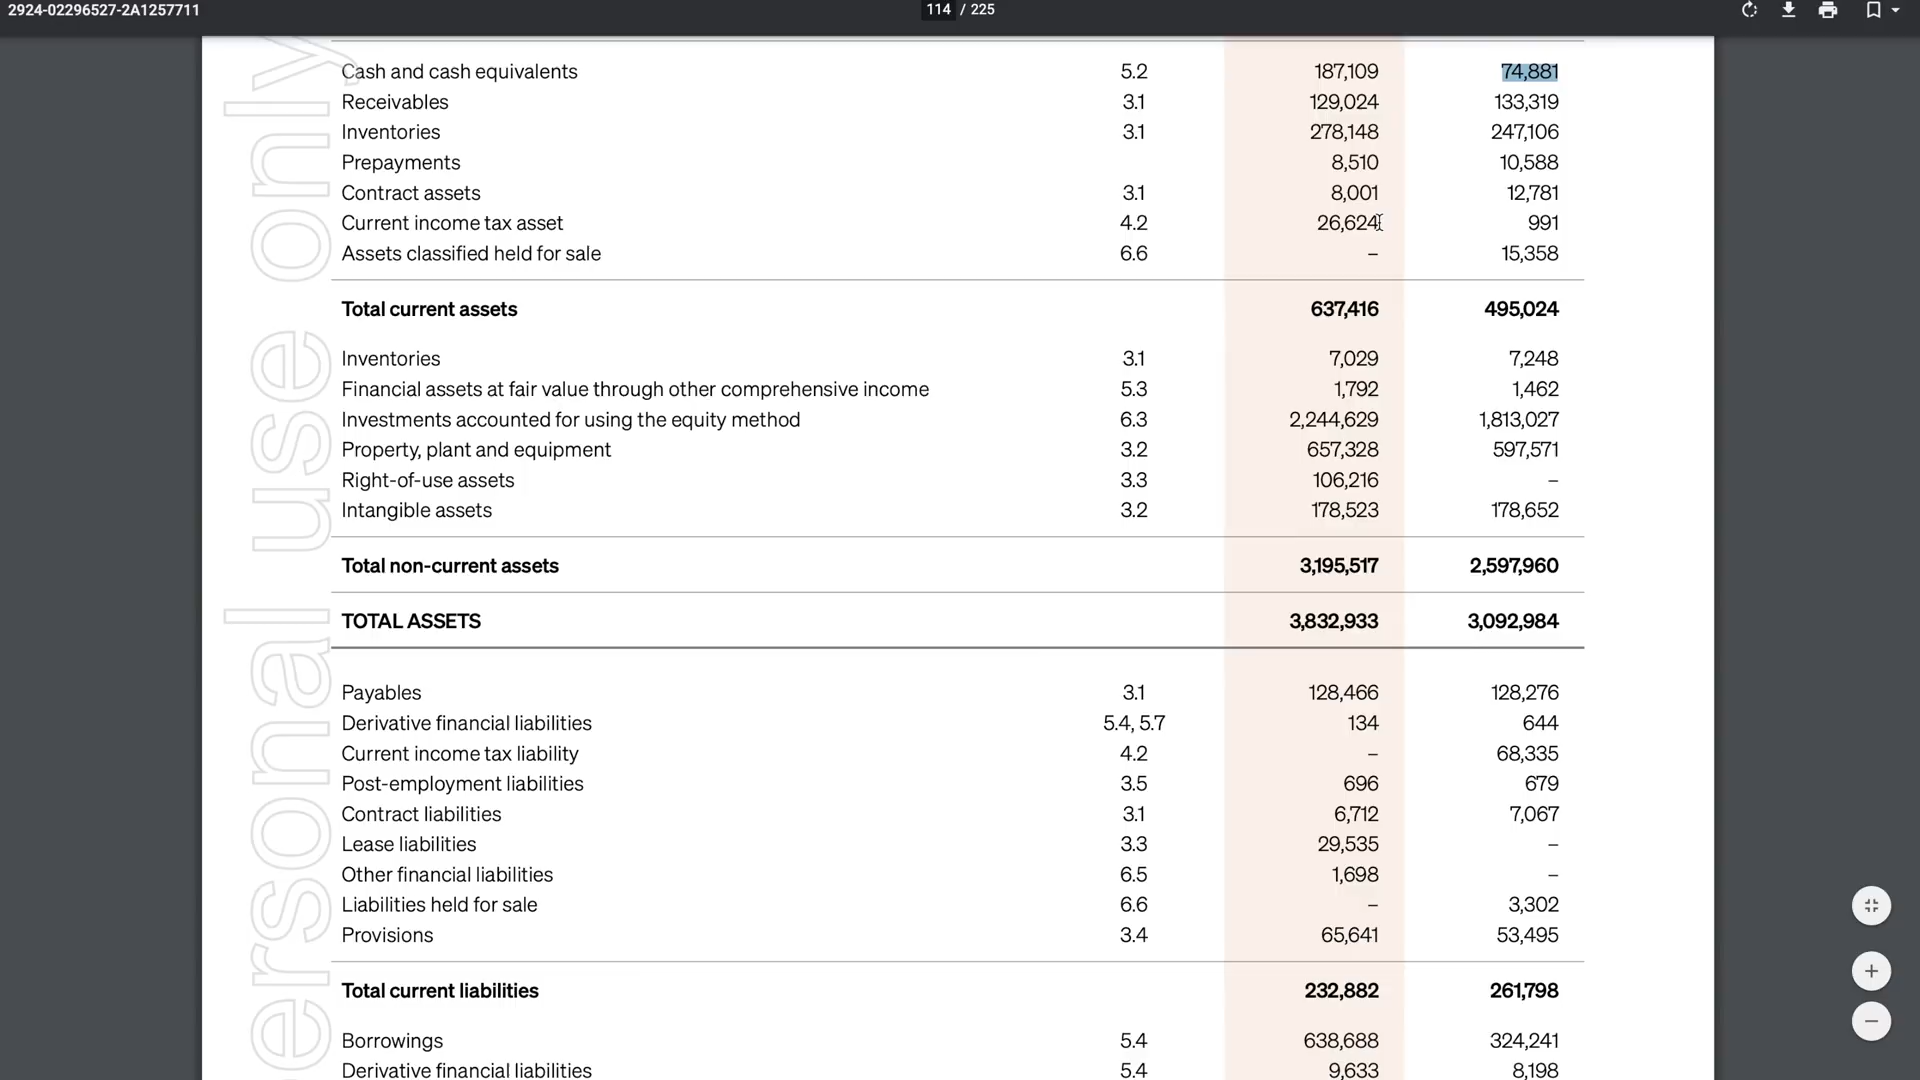 2924-02296527-2A1257711 114 / 225
Cash and cash equivalents 5.2 187,109 74,881
Receivables 3.1 129,024 133,319
Inventories 3.1 278,148 247,106
Prepayments 8,510 10,588
Contract assets 3.1 8,001 12,781
Current income tax asset 4.2 26,624 991
Assets classified held for sale 6.6 – 15,358
Total current assets 637,416 495,024
Inventories 3.1 7,029 7,248
Financial assets at fair value through other comprehensive income 5.3 1,792 1,462
Investments accounted for using the equity method 6.3 2,244,629 1,813,027
Property, plant and equipment 3.2 657,328 597,571
Right-of-use assets 3.3 106,216 –
Intangible assets 3.2 178,523 178,652
Total non-current assets 3,195,517 2,597,960
TOTAL ASSETS 3,832,933 3,092,984
Payables 3.1 128,466 128,276
Derivative financial liabilities 5.4, 5.7 134 644
Current income tax liability 4.2 – 68,335
Post-employment liabilities 3.5 696 679
Contract liabilities 3.1 6,712 7,067
Lease liabilities 3.3 29,535 –
Other financial liabilities 6.5 1,698 –
Liabilities held for sale 6.6 – 3,302
Provisions 3.4 65,641 53,495
Total current liabilities 232,882 261,798
Borrowings 5.4 638,688 324,241
Derivative financial liabilities 5.4 9,633 8,198
ersonal use only